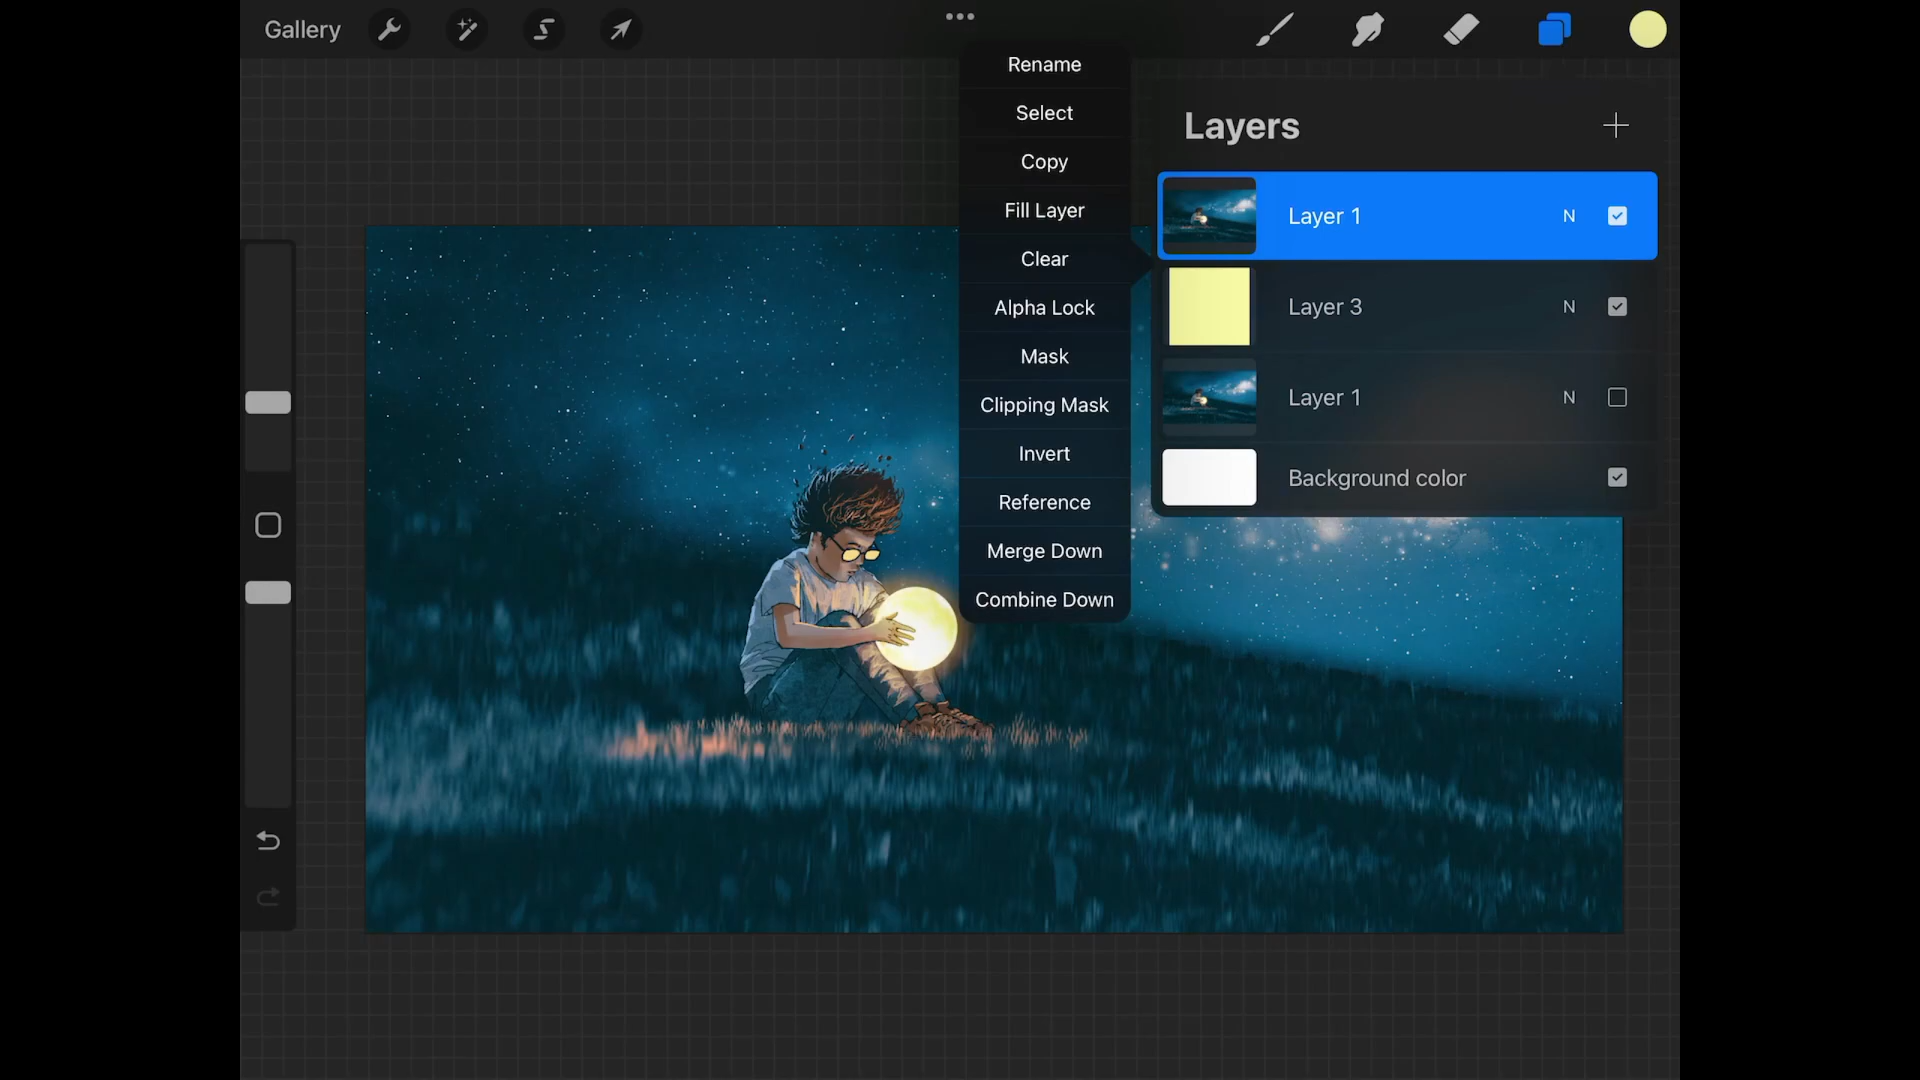 Gallery
Rename
Select
Copy
Fill Layer
Clear
Alpha Lock
Mask
Clipping Mask
Invert
Reference
Merge Down
Combine Down
Layers
Layer 1 N
Layer 3 N
Layer 1 N
Background color